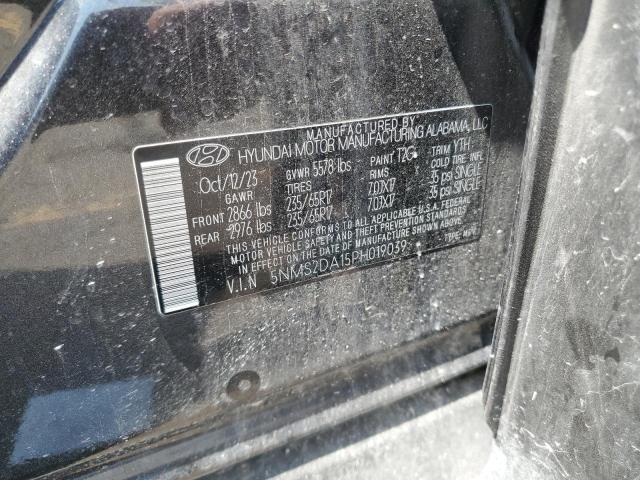 MANUFACTURED BY
HYUNDAI MOTOR MANUFACTURING ALABAMA, LLC
Oct/12/23 GVWR 5578 lbs PAINT T2G TRIM YTH
GAWR TIRES RIMS COLD TIRE INFL.
FRONT 2866 lbs 235/65R17 7.0JX17 35 psi SINGLE
REAR 2976 lbs 235/65R17 7.0JX17 35 psi SINGLE
THIS VEHICLE CONFORMS TO ALL APPLICABLE U.S.A. FEDERAL
MOTOR VEHICLE SAFETY, BUMPER, AND THEFT PREVENTION STANDARDS
IN EFFECT ON THE DATE OF MANUFACTURE SHOWN ABOVE.
V.I.N 5NMS2DA15PH019039 TYPE: MPV